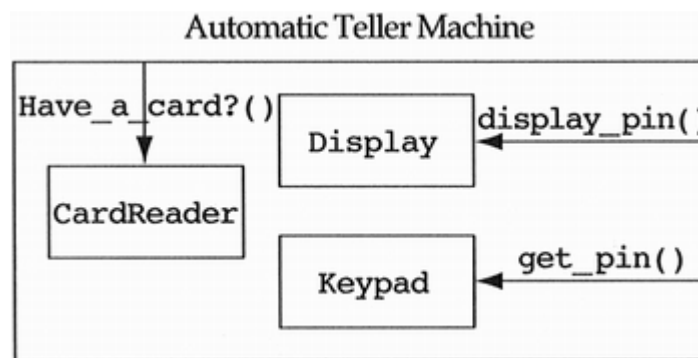 Automatic Teller Machine
Have_a_card?()
display_pin()
Display
CardReader
get_pin()
Keypad